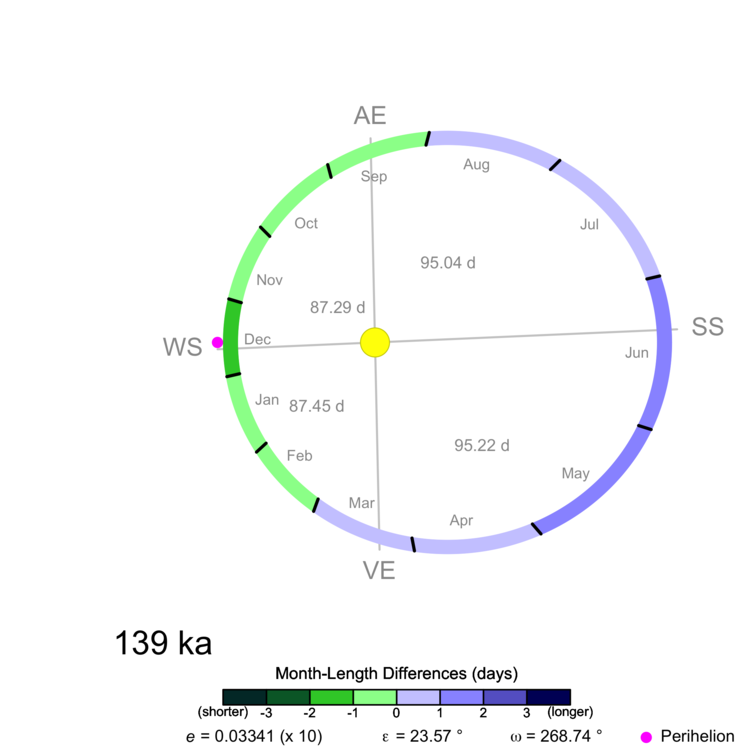 AE
Sep
Aug
Oct
Jul
95.04 d
Nov
87.29 d
WS
Dec
SS
Jun
Jan
87.45 d
95.22 d
Feb
May
Mar
Apr
VE
139 ka
Month-Length Differences (days)
(shorter) -3 -2 -1 0 1 2 3 (longer)
e = 0.03341 (x 10) ε = 23.57 ° ω = 268.74 ° Perihelion